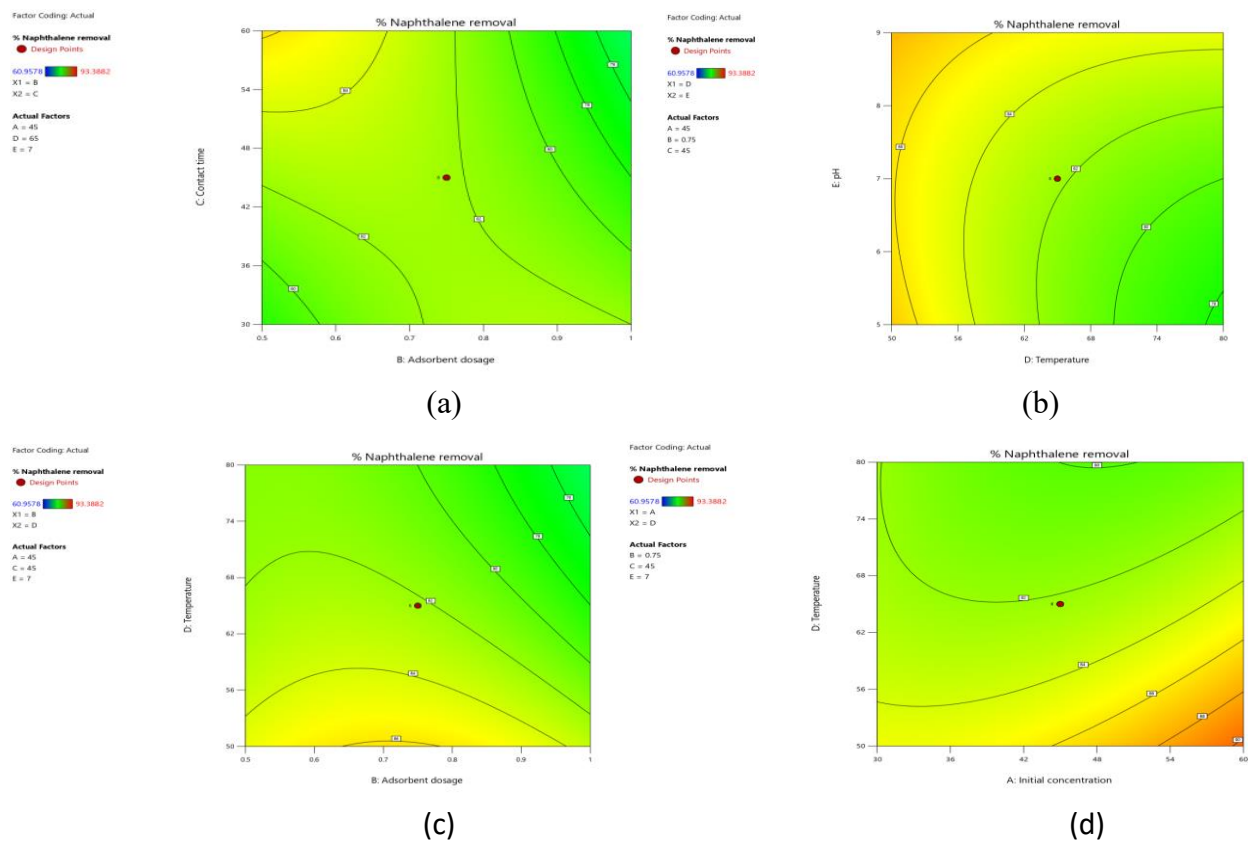 Factor Coding: Actual
% Naphthalene removal
Design Points
60.9578 93.3882
X1 = B
X2 = C
Actual Factors
A = 45
D = 65
E = 7
% Naphthalene removal
60
54
48
42
36
30
C: Contact time
0.5 0.6 0.7 0.8 0.9 1
B: Adsorbent dosage
(a)
Factor Coding: Actual
% Naphthalene removal
Design Points
60.9578 93.3882
X1 = D
X2 = E
Actual Factors
A = 45
B = 0.75
C = 45
% Naphthalene removal
9
8
7
6
5
E: pH
50 56 62 68 74 80
D: Temperature
(b)
Factor Coding: Actual
% Naphthalene removal
Design Points
60.9578 93.3882
X1 = B
X2 = D
Actual Factors
A = 45
C = 45
E = 7
% Naphthalene removal
80
74
68
62
56
50
D: Temperature
0.5 0.6 0.7 0.8 0.9 1
B: Adsorbent dosage
(c)
Factor Coding: Actual
% Naphthalene removal
Design Points
60.9578 93.3882
X1 = A
X2 = D
Actual Factors
B = 0.75
C = 45
E = 7
% Naphthalene removal
80
74
68
62
56
50
D: Temperature
30 36 42 48 54 60
A: Initial concentration
(d)